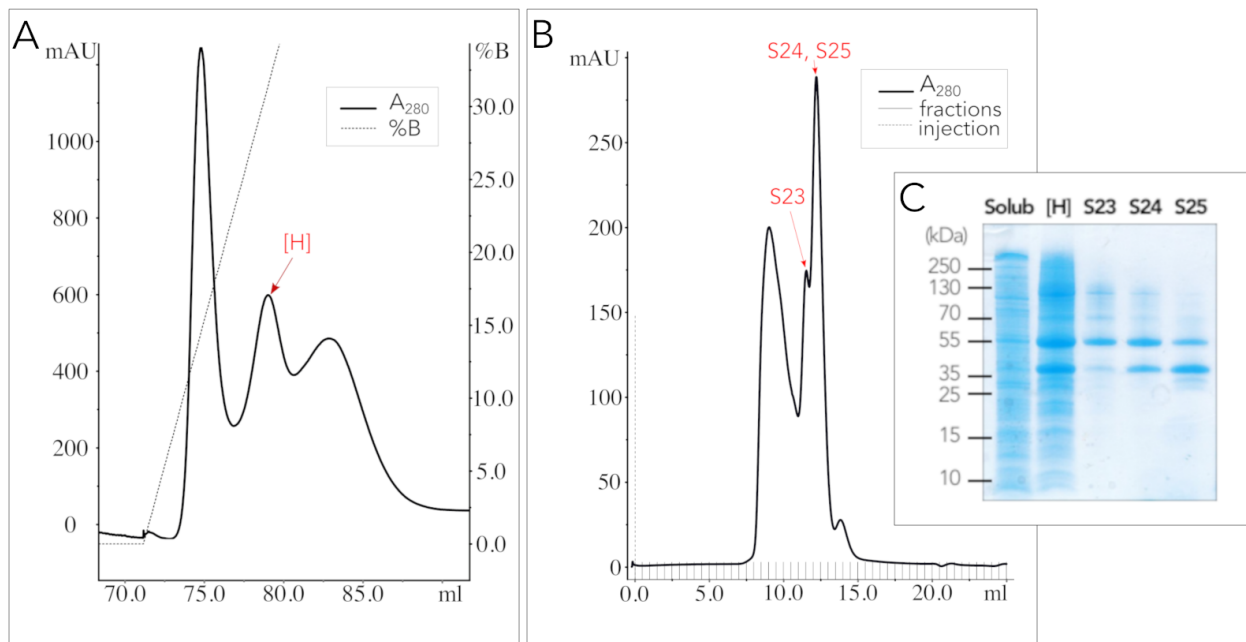 A
mAU
%B
A280
%B
1000
800
600
400
200
0
30.0
25.0
20.0
15.0
10.0
5.0
0.0
[H]
70.0
75.0
80.0
85.0
ml
B
mAU
S24, S25
A280
fractions
injection
S23
250
200
150
100
50
0
0.0
10.0
15.0
20.0
ml
C
Solub [H] S23 S24 S25
(kDa)
250
130
70
55
35
25
15
10